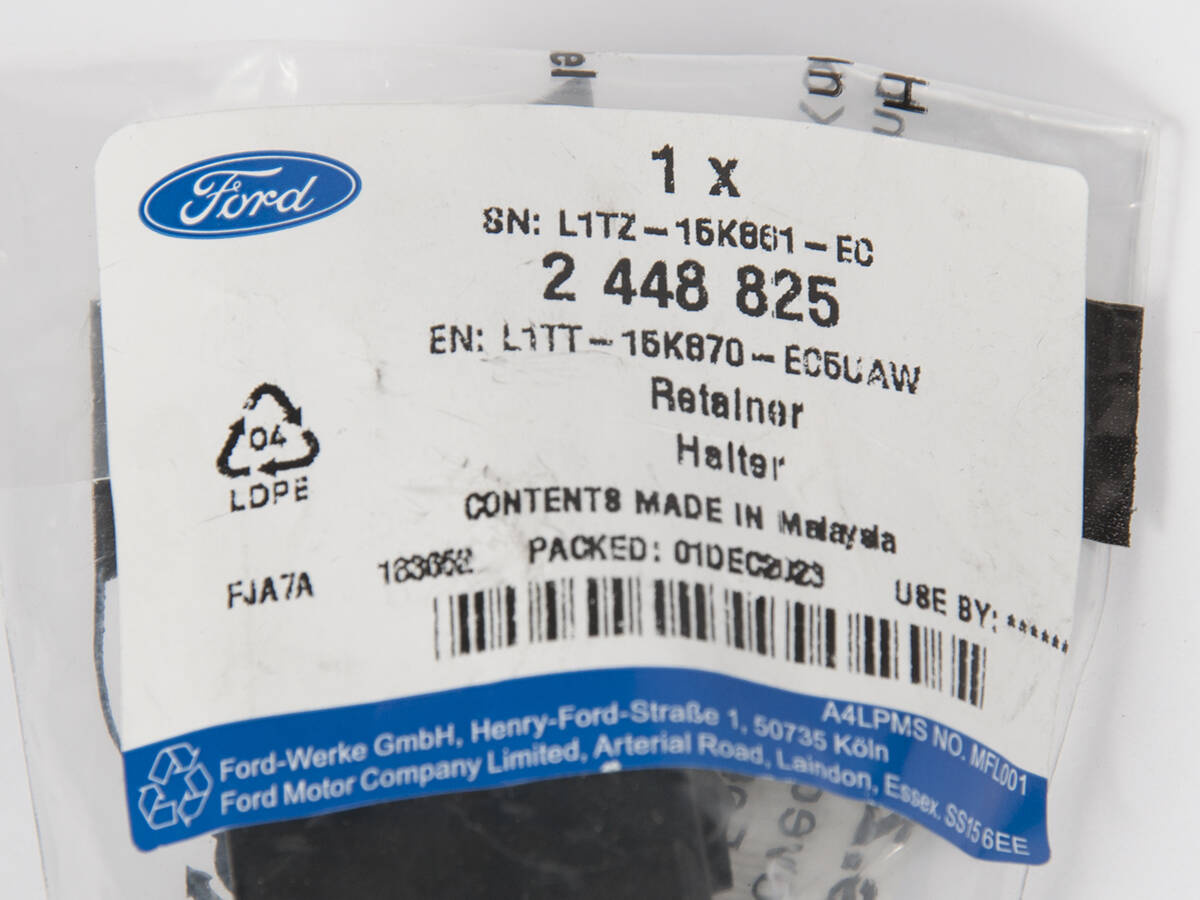 Ford
1 x
SN: L1TZ-15K861-EC
2 448 825
EN: L1TT-15K870-EC5UAW
Retainer
Halter
04
LDPE
CONTENTS MADE IN Malaysia
FJA7A 183652 PACKED: 01DEC2023 USE BY: ******
A4LPMS NO. MFL001
Ford-Werke GmbH, Henry-Ford-Straße 1, 50735 Köln
Ford Motor Company Limited, Arterial Road, Laindon, Essex. SS15 6EE